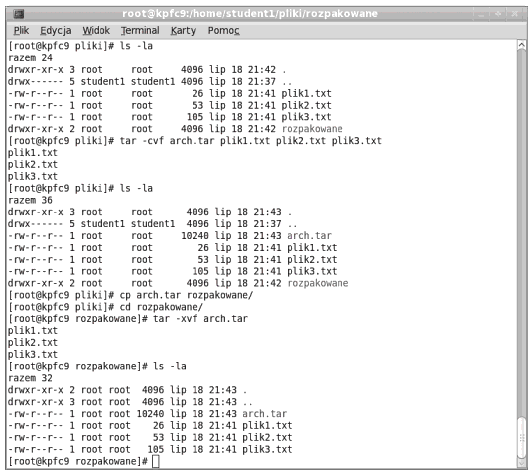 root@kpfc9:/home/student1/pliki/rozpakowane
Plik Edycja Widok Terminal Karty Pomoc
[root@kpfc9 pliki]# ls -la
razem 24
drwxr-xr-x 3 root     root     4096 lip 18 21:42 .
drwx------ 5 student1 student1 4096 lip 18 21:37 ..
-rw-r--r-- 1 root     root       26 lip 18 21:41 plik1.txt
-rw-r--r-- 1 root     root       53 lip 18 21:41 plik2.txt
-rw-r--r-- 1 root     root      105 lip 18 21:41 plik3.txt
drwxr-xr-x 2 root     root     4096 lip 18 21:42 rozpakowane
[root@kpfc9 pliki]# tar -cvf arch.tar plik1.txt plik2.txt plik3.txt
plik1.txt
plik2.txt
plik3.txt
[root@kpfc9 pliki]# ls -la
razem 36
drwxr-xr-x 3 root     root      4096 lip 18 21:43 .
drwx------ 5 student1 student1  4096 lip 18 21:37 ..
-rw-r--r-- 1 root     root     10240 lip 18 21:43 arch.tar
-rw-r--r-- 1 root     root        26 lip 18 21:41 plik1.txt
-rw-r--r-- 1 root     root        53 lip 18 21:41 plik2.txt
-rw-r--r-- 1 root     root       105 lip 18 21:41 plik3.txt
drwxr-xr-x 2 root     root      4096 lip 18 21:42 rozpakowane
[root@kpfc9 pliki]# cp arch.tar rozpakowane/
[root@kpfc9 pliki]# cd rozpakowane/
[root@kpfc9 rozpakowane]# tar -xvf arch.tar
plik1.txt
plik2.txt
plik3.txt
[root@kpfc9 rozpakowane]# ls -la
razem 32
drwxr-xr-x 2 root root  4096 lip 18 21:43 .
drwxr-xr-x 3 root root  4096 lip 18 21:43 ..
-rw-r--r-- 1 root root 10240 lip 18 21:43 arch.tar
-rw-r--r-- 1 root root    26 lip 18 21:41 plik1.txt
-rw-r--r-- 1 root root    53 lip 18 21:41 plik2.txt
-rw-r--r-- 1 root root   105 lip 18 21:41 plik3.txt
[root@kpfc9 rozpakowane]#